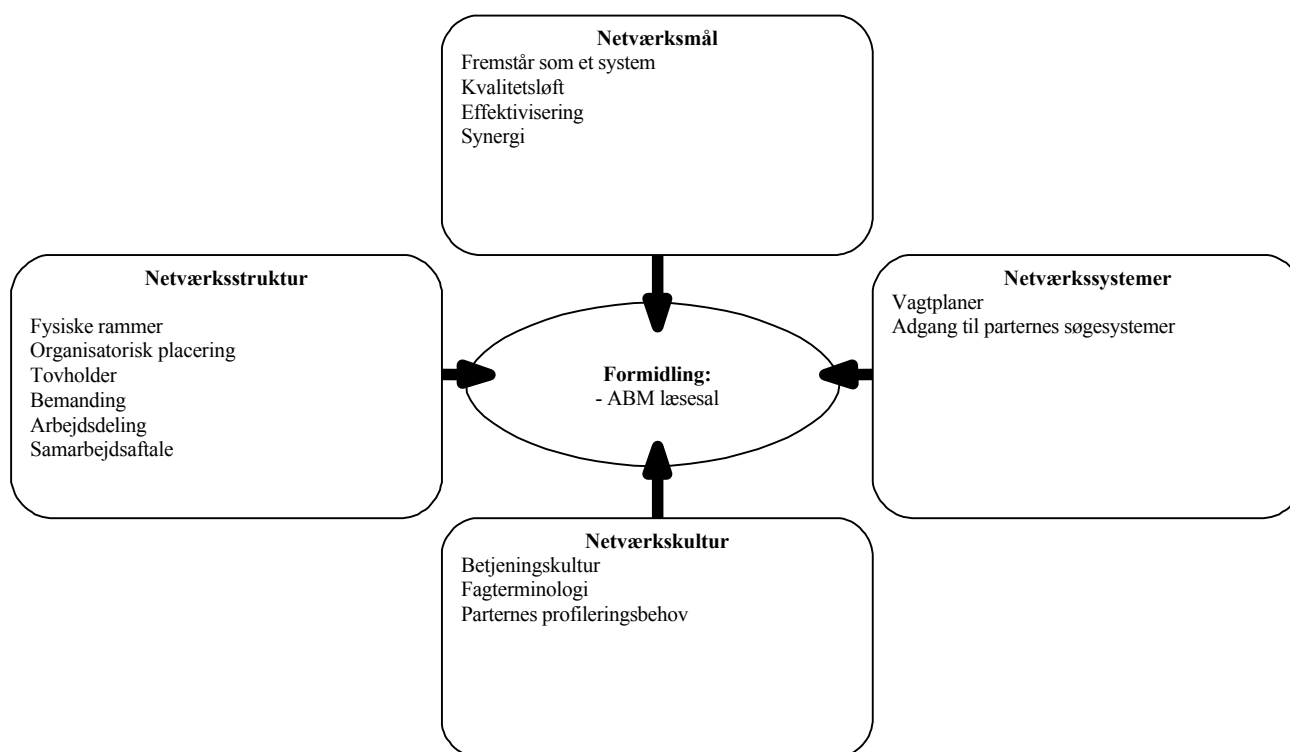 Netværksmål
Fremstår som et system
Kvalitetsløft
Effektivisering
Synergi
Netværksstruktur
Fysiske rammer
Organisatorisk placering
Tovholder
Bemanding
Arbejdsdeling
Samarbejdsaftale
Formidling:
- ABM læsesal
Netværkssystemer
Vagtplaner
Adgang til parternes søgesystemer
Netværkskultur
Betjeningskultur
Fagterminologi
Parternes profileringsbehov